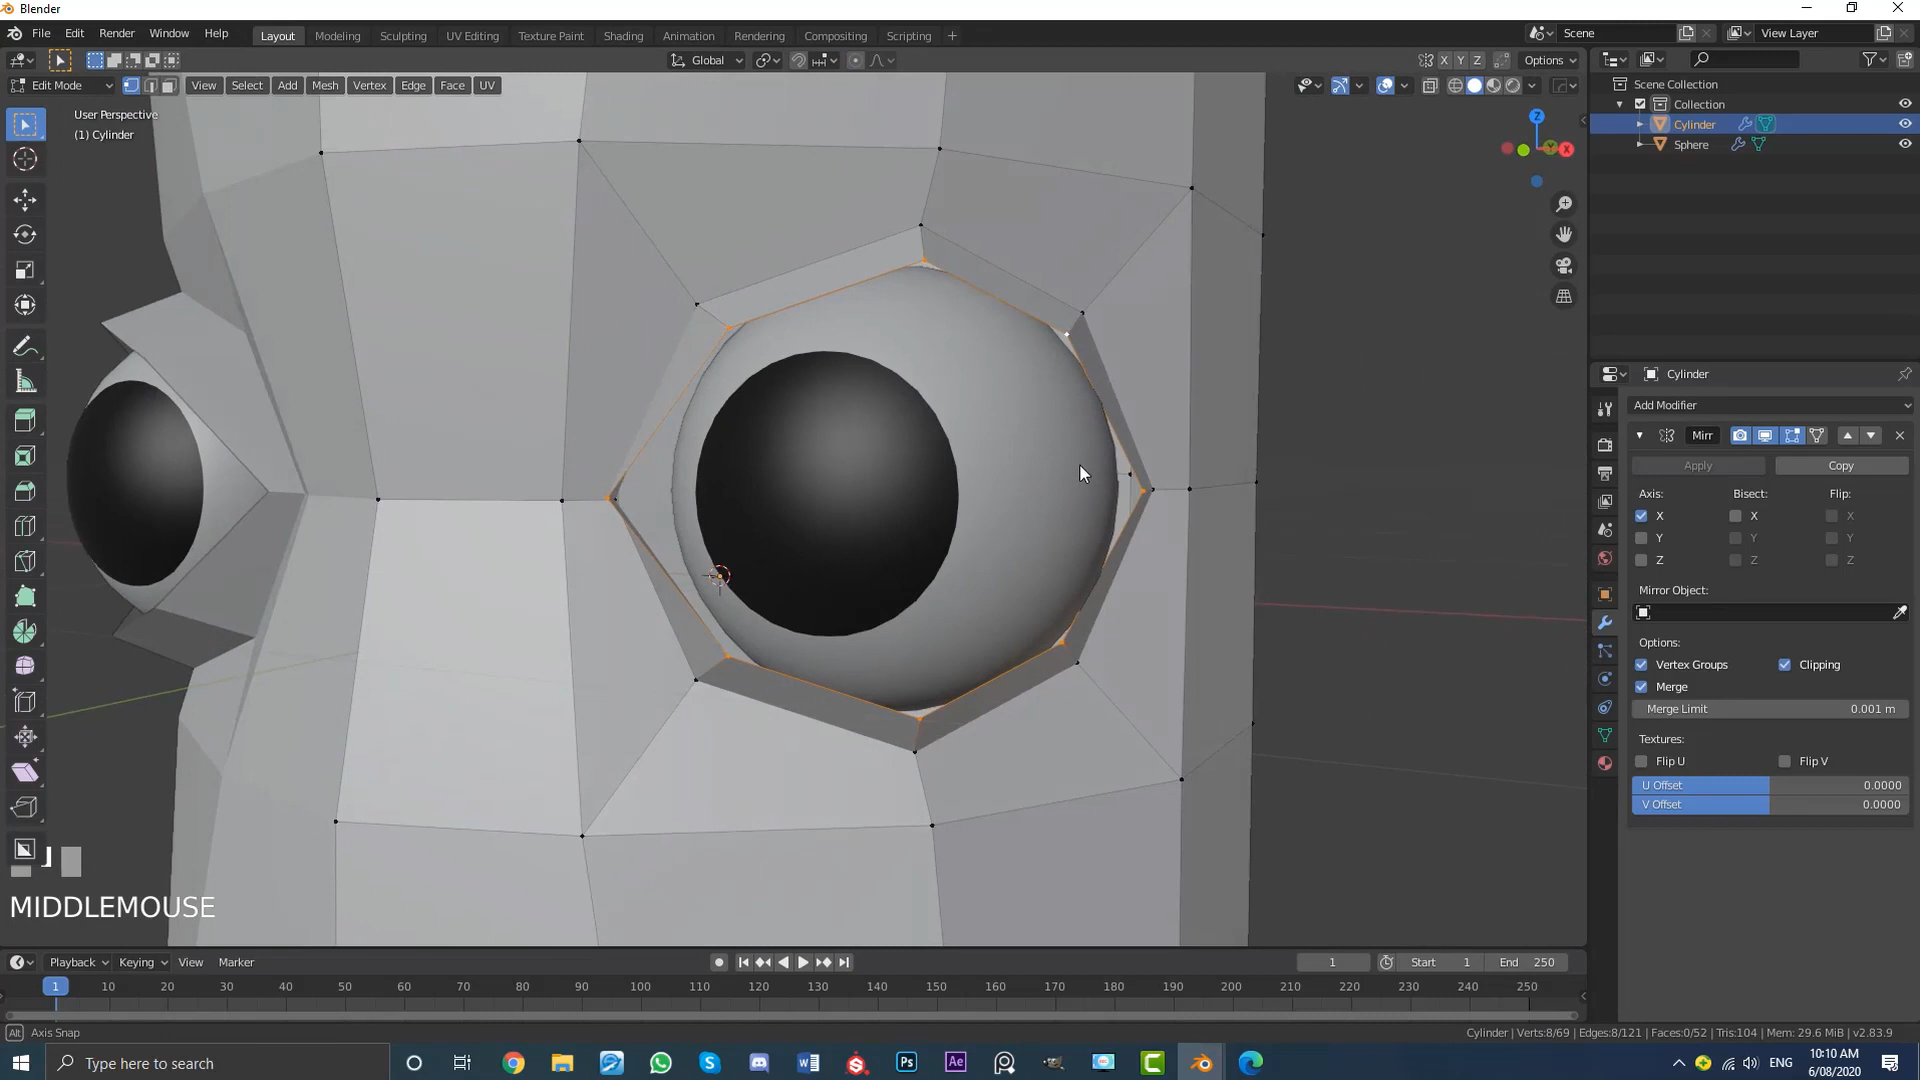 Blender
File Edit Render Window Help Layout Modeling Sculpting UV Editing Texture Paint Shading Animation Rendering Compositing Scripting + Scene View Layer
Global X Y Z Options
Edit Mode View Select Add Mesh Vertex Edge Face UV
User Perspective
(1) Cylinder
Z
X
Scene Collection
Collection
Cylinder
Sphere
Cylinder
Add Modifier
Mirr
Apply Copy
Axis: Bisect: Flip:
X X X
Y Y Y
Z Z Z
Mirror Object:
Options:
Vertex Groups Clipping
Merge
Merge Limit 0.001 m
Textures:
Flip U Flip V
U Offset 0.0000
V Offset 0.0000
MIDDLEMOUSE
Playback Keying View Marker 1 Start 1 End 250
1 10 20 30 40 50 60 70 80 90 100 110 120 130 140 150 160 170 180 190 200 210 220 230 240 250
Alt Axis Snap Cylinder | Verts:8/69 | Edges:8/121 | Faces:0/52 | Tris:104 | Mem: 29.6 MiB | v2.83.9
Type here to search Ps Ae ENG 10:10 AM
6/08/2020